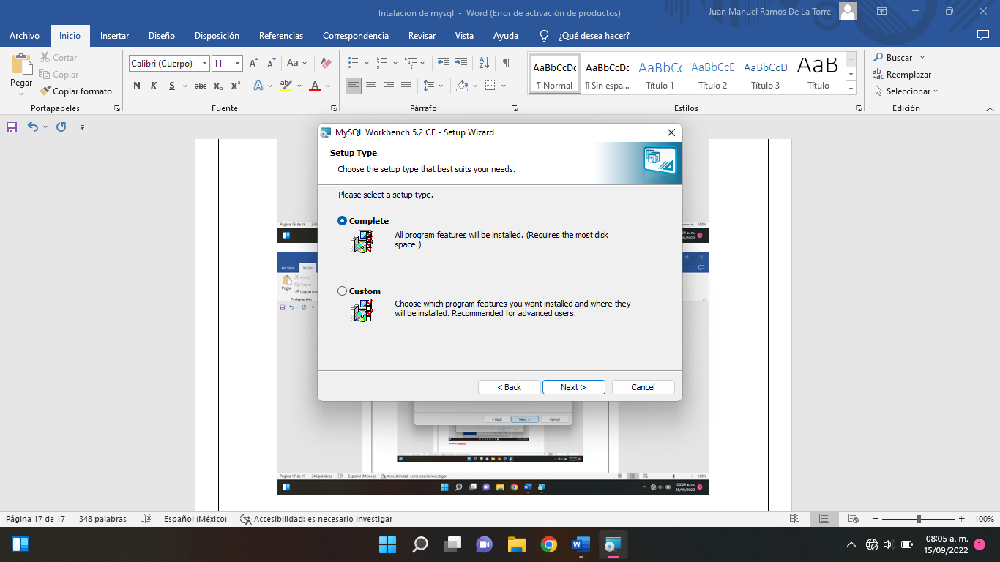 Intalacion de mysql - Word (Error de activación de productos)
Juan Manuel Ramos De La Torre
Archivo Inicio Insertar Diseño Disposición Referencias Correspondencia Revisar Vista Ayuda ¿Qué desea hacer?
Pegar
Cortar
Copiar
Copiar formato
Portapapeles
Calibri (Cuerpo) 11
N K S abc x₂ x²
Fuente
Párrafo
AaBbCcDc AaBbCcDc AaBbCc AaBbCcD AaBbCcD AaB
¶ Normal ¶ Sin espa... Título 1 Título 2 Título 3 Título
Estilos
Buscar
Reemplazar
Seleccionar
Edición
MySQL Workbench 5.2 CE - Setup Wizard
Setup Type
Choose the setup type that best suits your needs.
Please select a setup type.
Complete
All program features will be installed. (Requires the most disk
space.)
Custom
Choose which program features you want installed and where they
will be installed. Recommended for advanced users.
< Back Next > Cancel
Página 16 de 16
100%
Archivo Inicio
Pegar
Cortar
Copiar
Portapapeles
< Back Next > Cancel
Página 17 de 17 348 palabras Español (México) Accesibilidad: es necesario investigar
100%
08:04 a. m.
15/09/2022
Página 17 de 17 348 palabras Español (México) Accesibilidad: es necesario investigar 100%
08:05 a. m.
15/09/2022
1